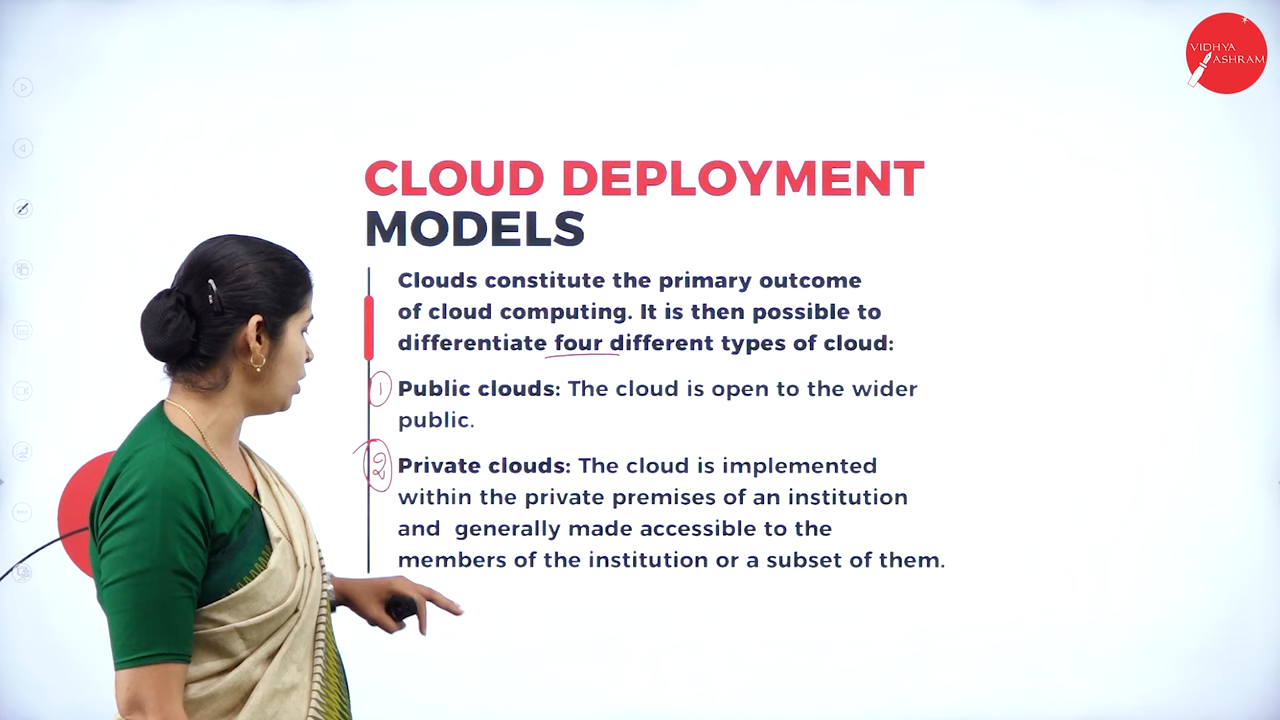 VIDHYA
ASHRAM
CLOUD DEPLOYMENT
MODELS
Clouds constitute the primary outcome
of cloud computing. It is then possible to
differentiate four different types of cloud:
1
Public clouds: The cloud is open to the wider
public.
2
Private clouds: The cloud is implemented
within the private premises of an institution
and generally made accessible to the
members of the institution or a subset of them.